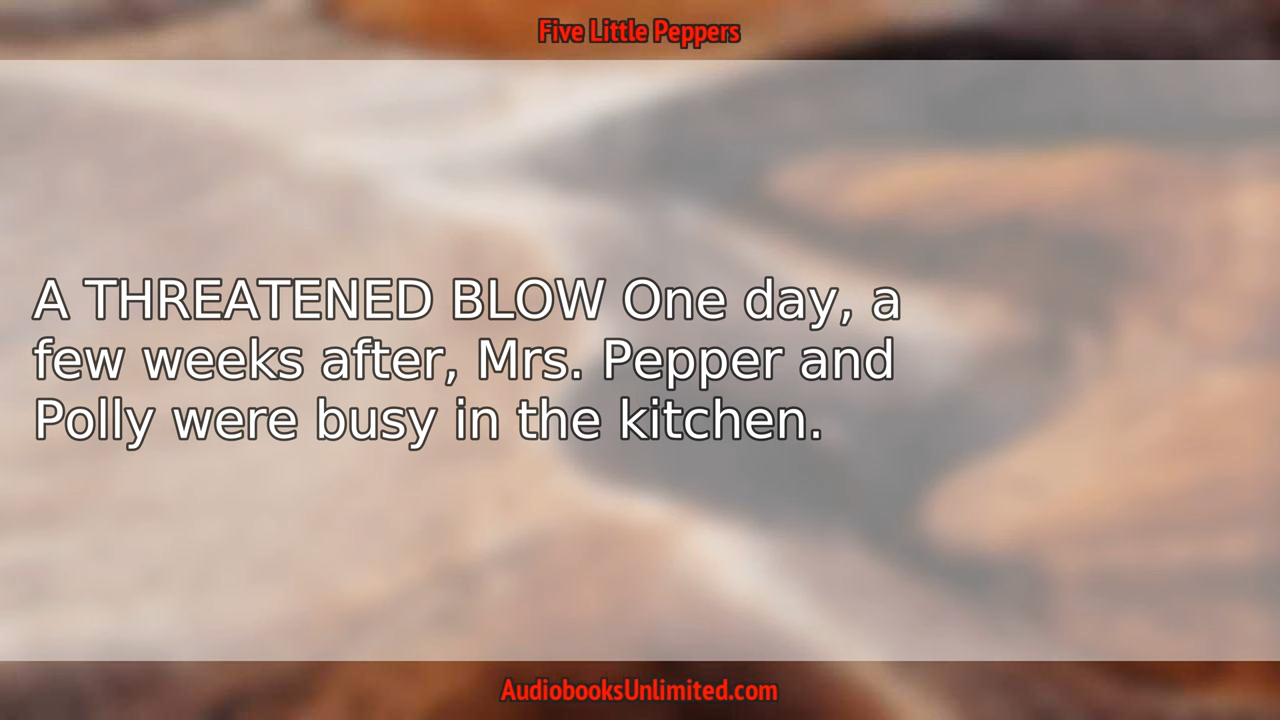 Five Little Peppers
A THREATENED BLOW One day, a
few weeks after, Mrs. Pepper and
Polly were busy in the kitchen.
AudiobooksUnlimited.com